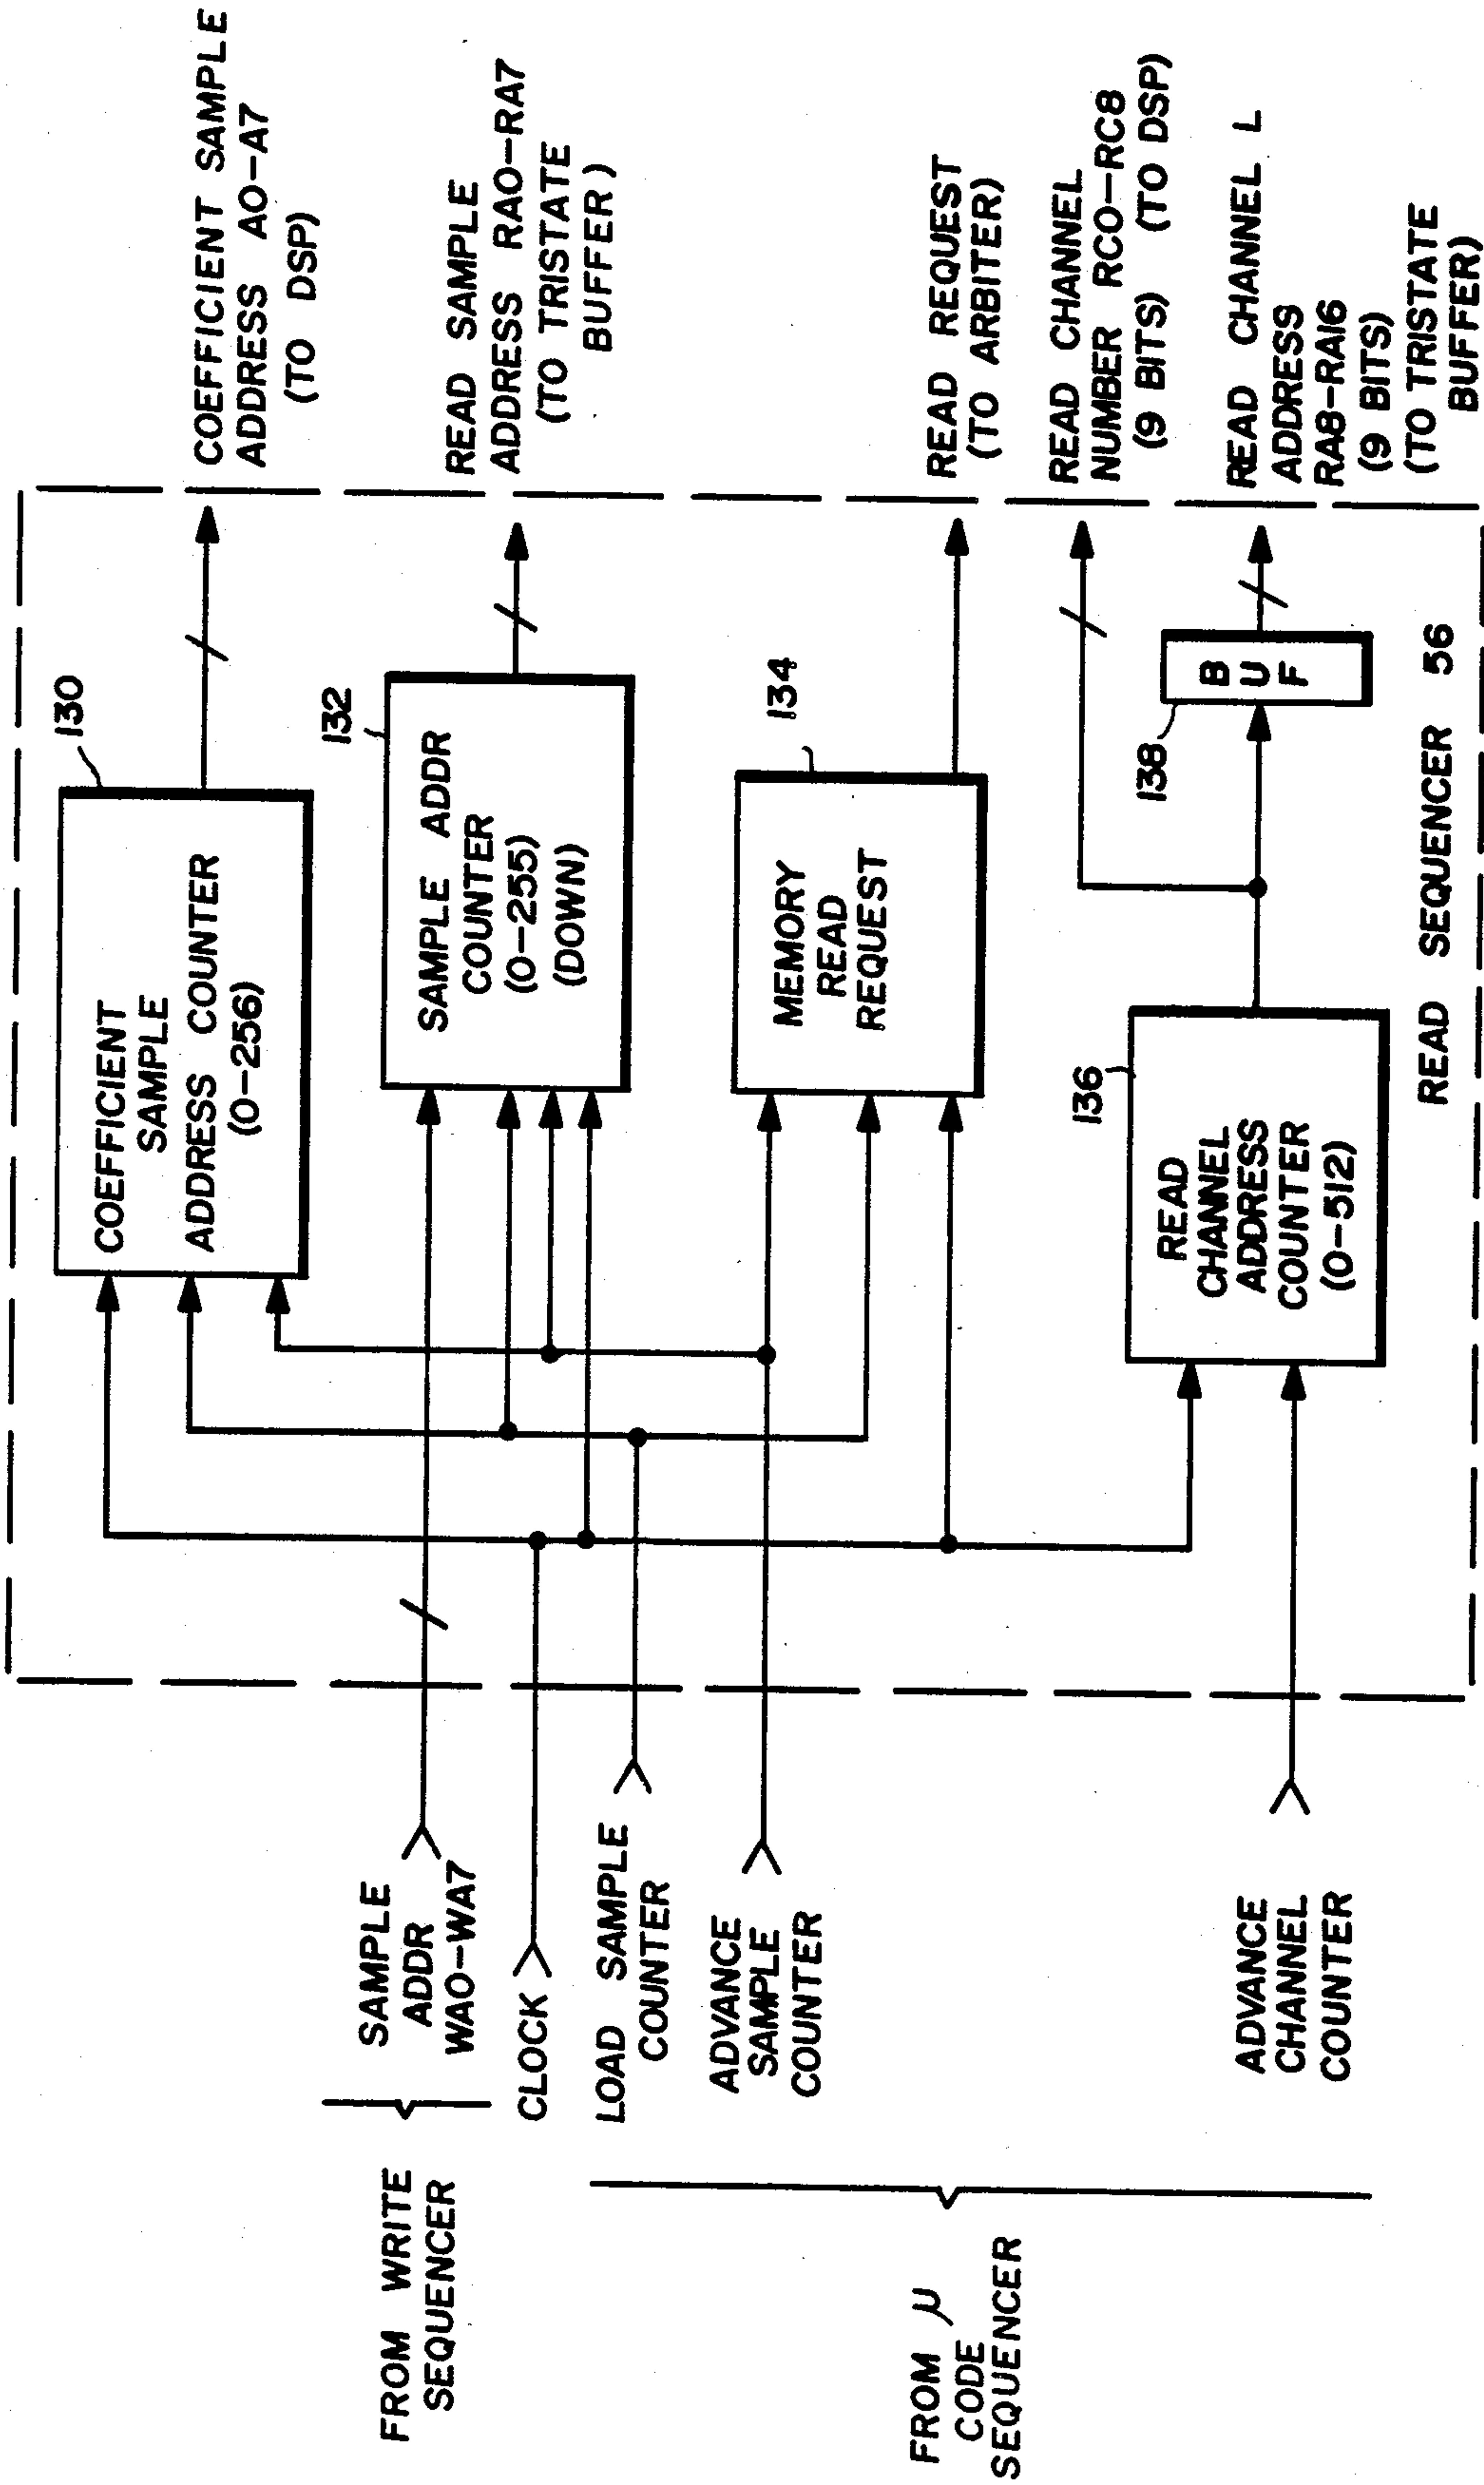 FROM WRITE
SEQUENCER
SAMPLE
ADDR
WA0-WA7
CLOCK
LOAD SAMPLE
COUNTER
FROM μ
CODE
SEQUENCER
ADVANCE
SAMPLE
COUNTER
ADVANCE
CHANNEL
COUNTER
130
COEFFICIENT
SAMPLE
ADDRESS COUNTER
(0-256)
132
SAMPLE ADDR
COUNTER
(0-255)
(DOWN)
134
MEMORY
READ
REQUEST
136
READ
CHANNEL
ADDRESS
COUNTER
(0-512)
138
BUF
READ SEQUENCER 56
COEFFICIENT SAMPLE
ADDRESS A0-A7
(TO DSP)
READ SAMPLE
ADDRESS RA0-RA7
(TO TRISTATE
BUFFER)
READ REQUEST
(TO ARBITER)
READ CHANNEL
NUMBER RC0-RC8
(9 BITS) (TO DSP)
READ CHANNEL L
ADDRESS
RA8-RA16
(9 BITS)
(TO TRISTATE
BUFFER)